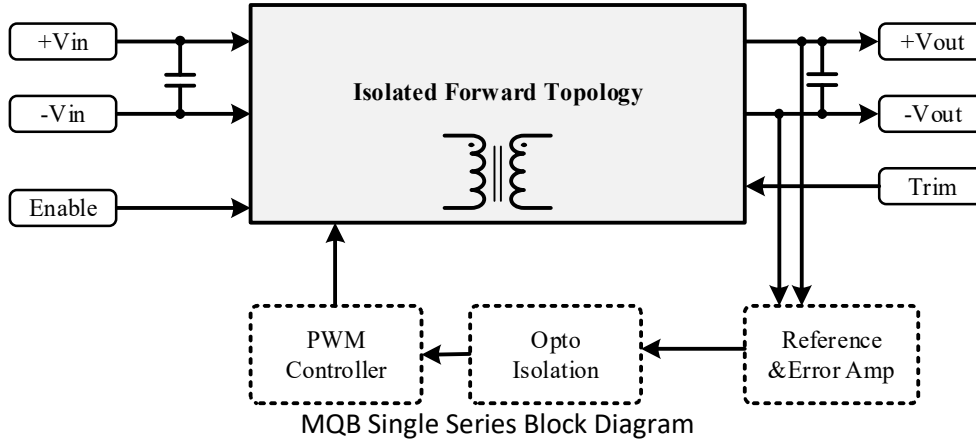 +Vin
+Vout
Isolated Forward Topology
-Vin
-Vout
Enable
Trim
PWM
Controller
Opto
Isolation
Reference
&Error Amp
MQB Single Series Block Diagram